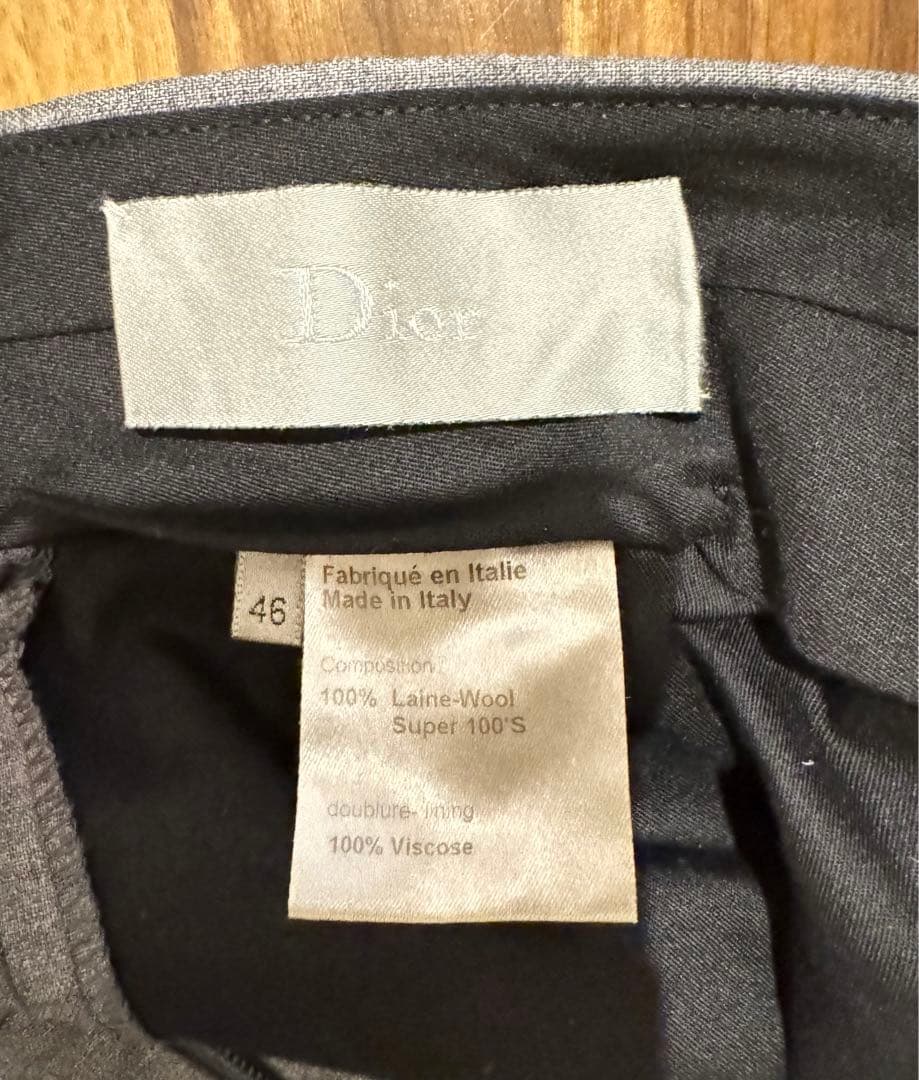 Dior
46
Fabriqué en Italie
Made in Italy
Composition
100% Laine-Wool
Super 100'S
doublure- lining
100% Viscose